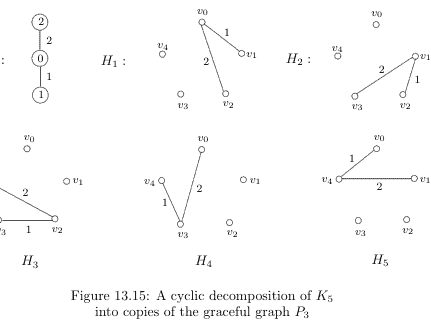 2
v₀
v₀
2
1
v₄
: 0
H₁ :
v₁
H₂ :
v₄
v₁
2
2
1
1
1
v₃
v₂
v₃
v₂
v₀
v₀
v₀
1
v₁
v₄
v₁
v₄
v₁
2
2
1
2
3
1
v₂
v₃
v₂
v₃
v₂
H₃
H₄
H₅
Figure 13.15: A cyclic decomposition of K₅
into copies of the graceful graph P₃